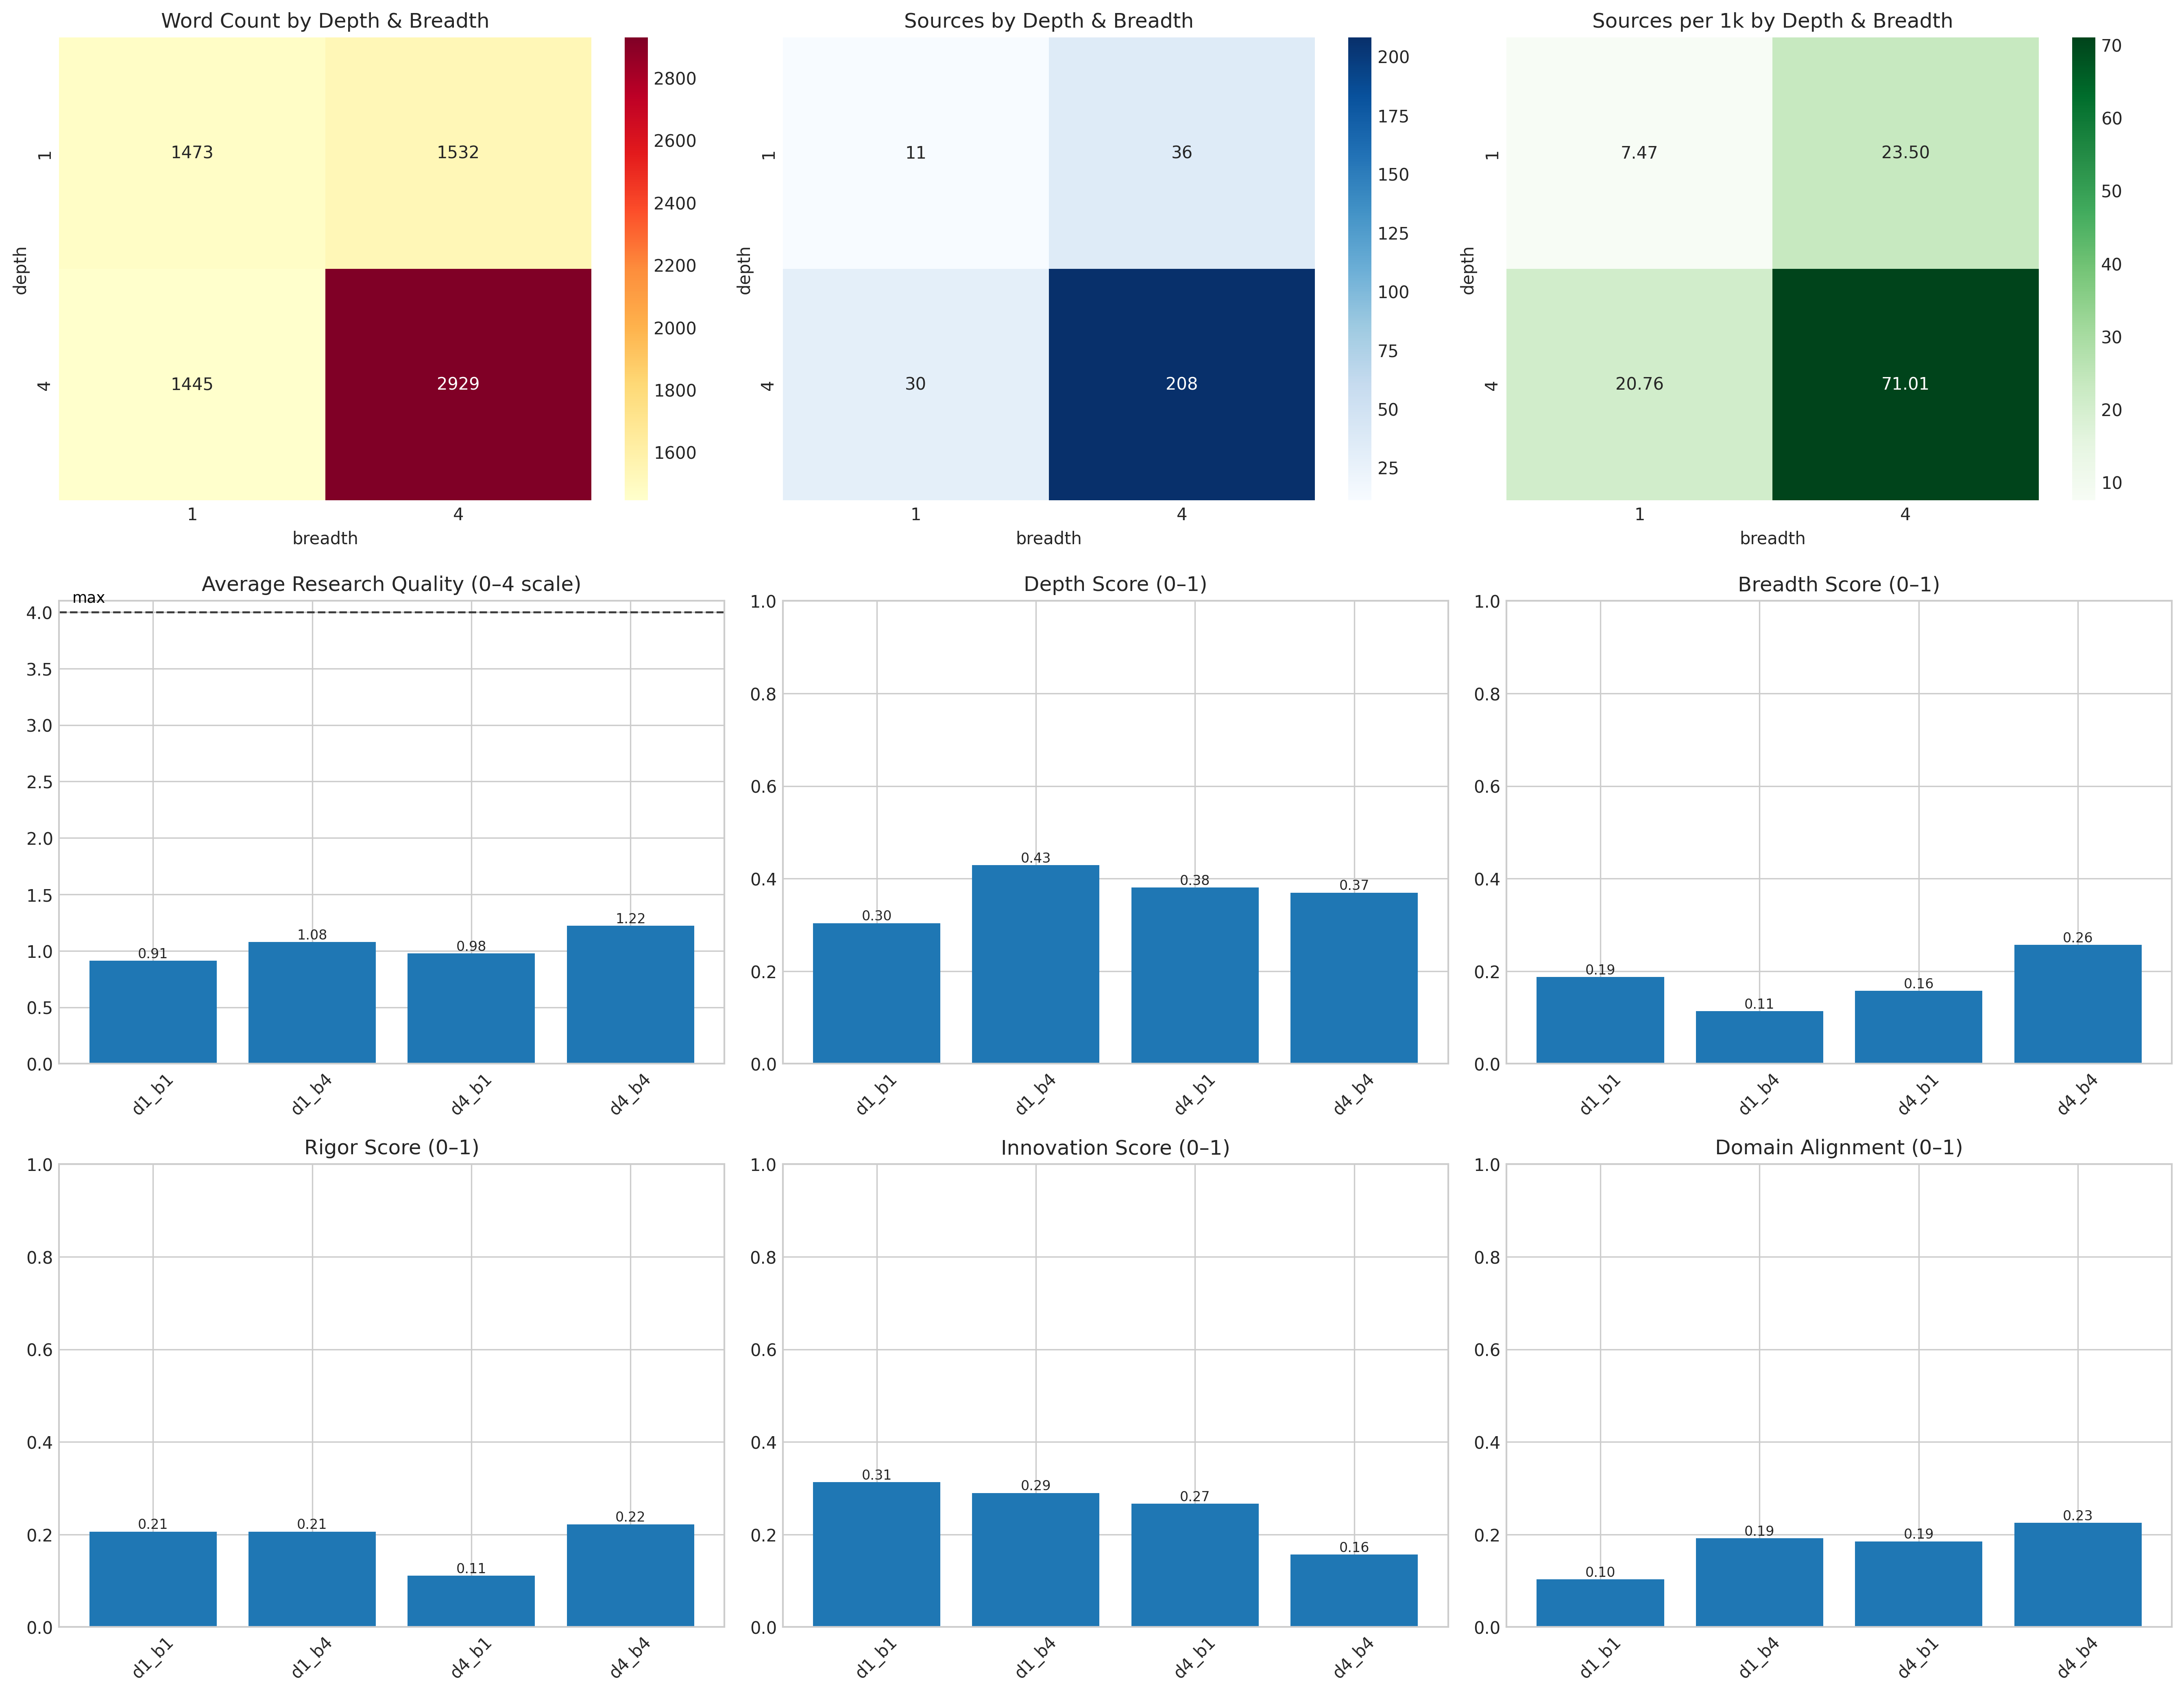 Word Count by Depth & Breadth
1473 1532
1445 2929
1 4
depth
1 4
breadth
2800
2600
2400
2200
2000
1800
1600
Sources by Depth & Breadth
11 36
30 208
1 4
depth
1 4
breadth
200
175
150
125
100
75
50
25
Sources per 1k by Depth & Breadth
7.47 23.50
20.76 71.01
1 4
depth
1 4
breadth
70
60
50
40
30
20
10
Average Research Quality (0–4 scale)
max
4.0
3.5
3.0
2.5
2.0
1.5
1.0
0.5
0.0
0.91 1.08 0.98 1.22
d1_b1 d1_b4 d4_b1 d4_b4
Depth Score (0–1)
1.0
0.8
0.6
0.4
0.2
0.0
0.30 0.43 0.38 0.37
d1_b1 d1_b4 d4_b1 d4_b4
Breadth Score (0–1)
1.0
0.8
0.6
0.4
0.2
0.0
0.19 0.11 0.16 0.26
d1_b1 d1_b4 d4_b1 d4_b4
Rigor Score (0–1)
1.0
0.8
0.6
0.4
0.2
0.0
0.21 0.21 0.11 0.22
d1_b1 d1_b4 d4_b1 d4_b4
Innovation Score (0–1)
1.0
0.8
0.6
0.4
0.2
0.0
0.31 0.29 0.27 0.16
d1_b1 d1_b4 d4_b1 d4_b4
Domain Alignment (0–1)
1.0
0.8
0.6
0.4
0.2
0.0
0.10 0.19 0.19 0.23
d1_b1 d1_b4 d4_b1 d4_b4